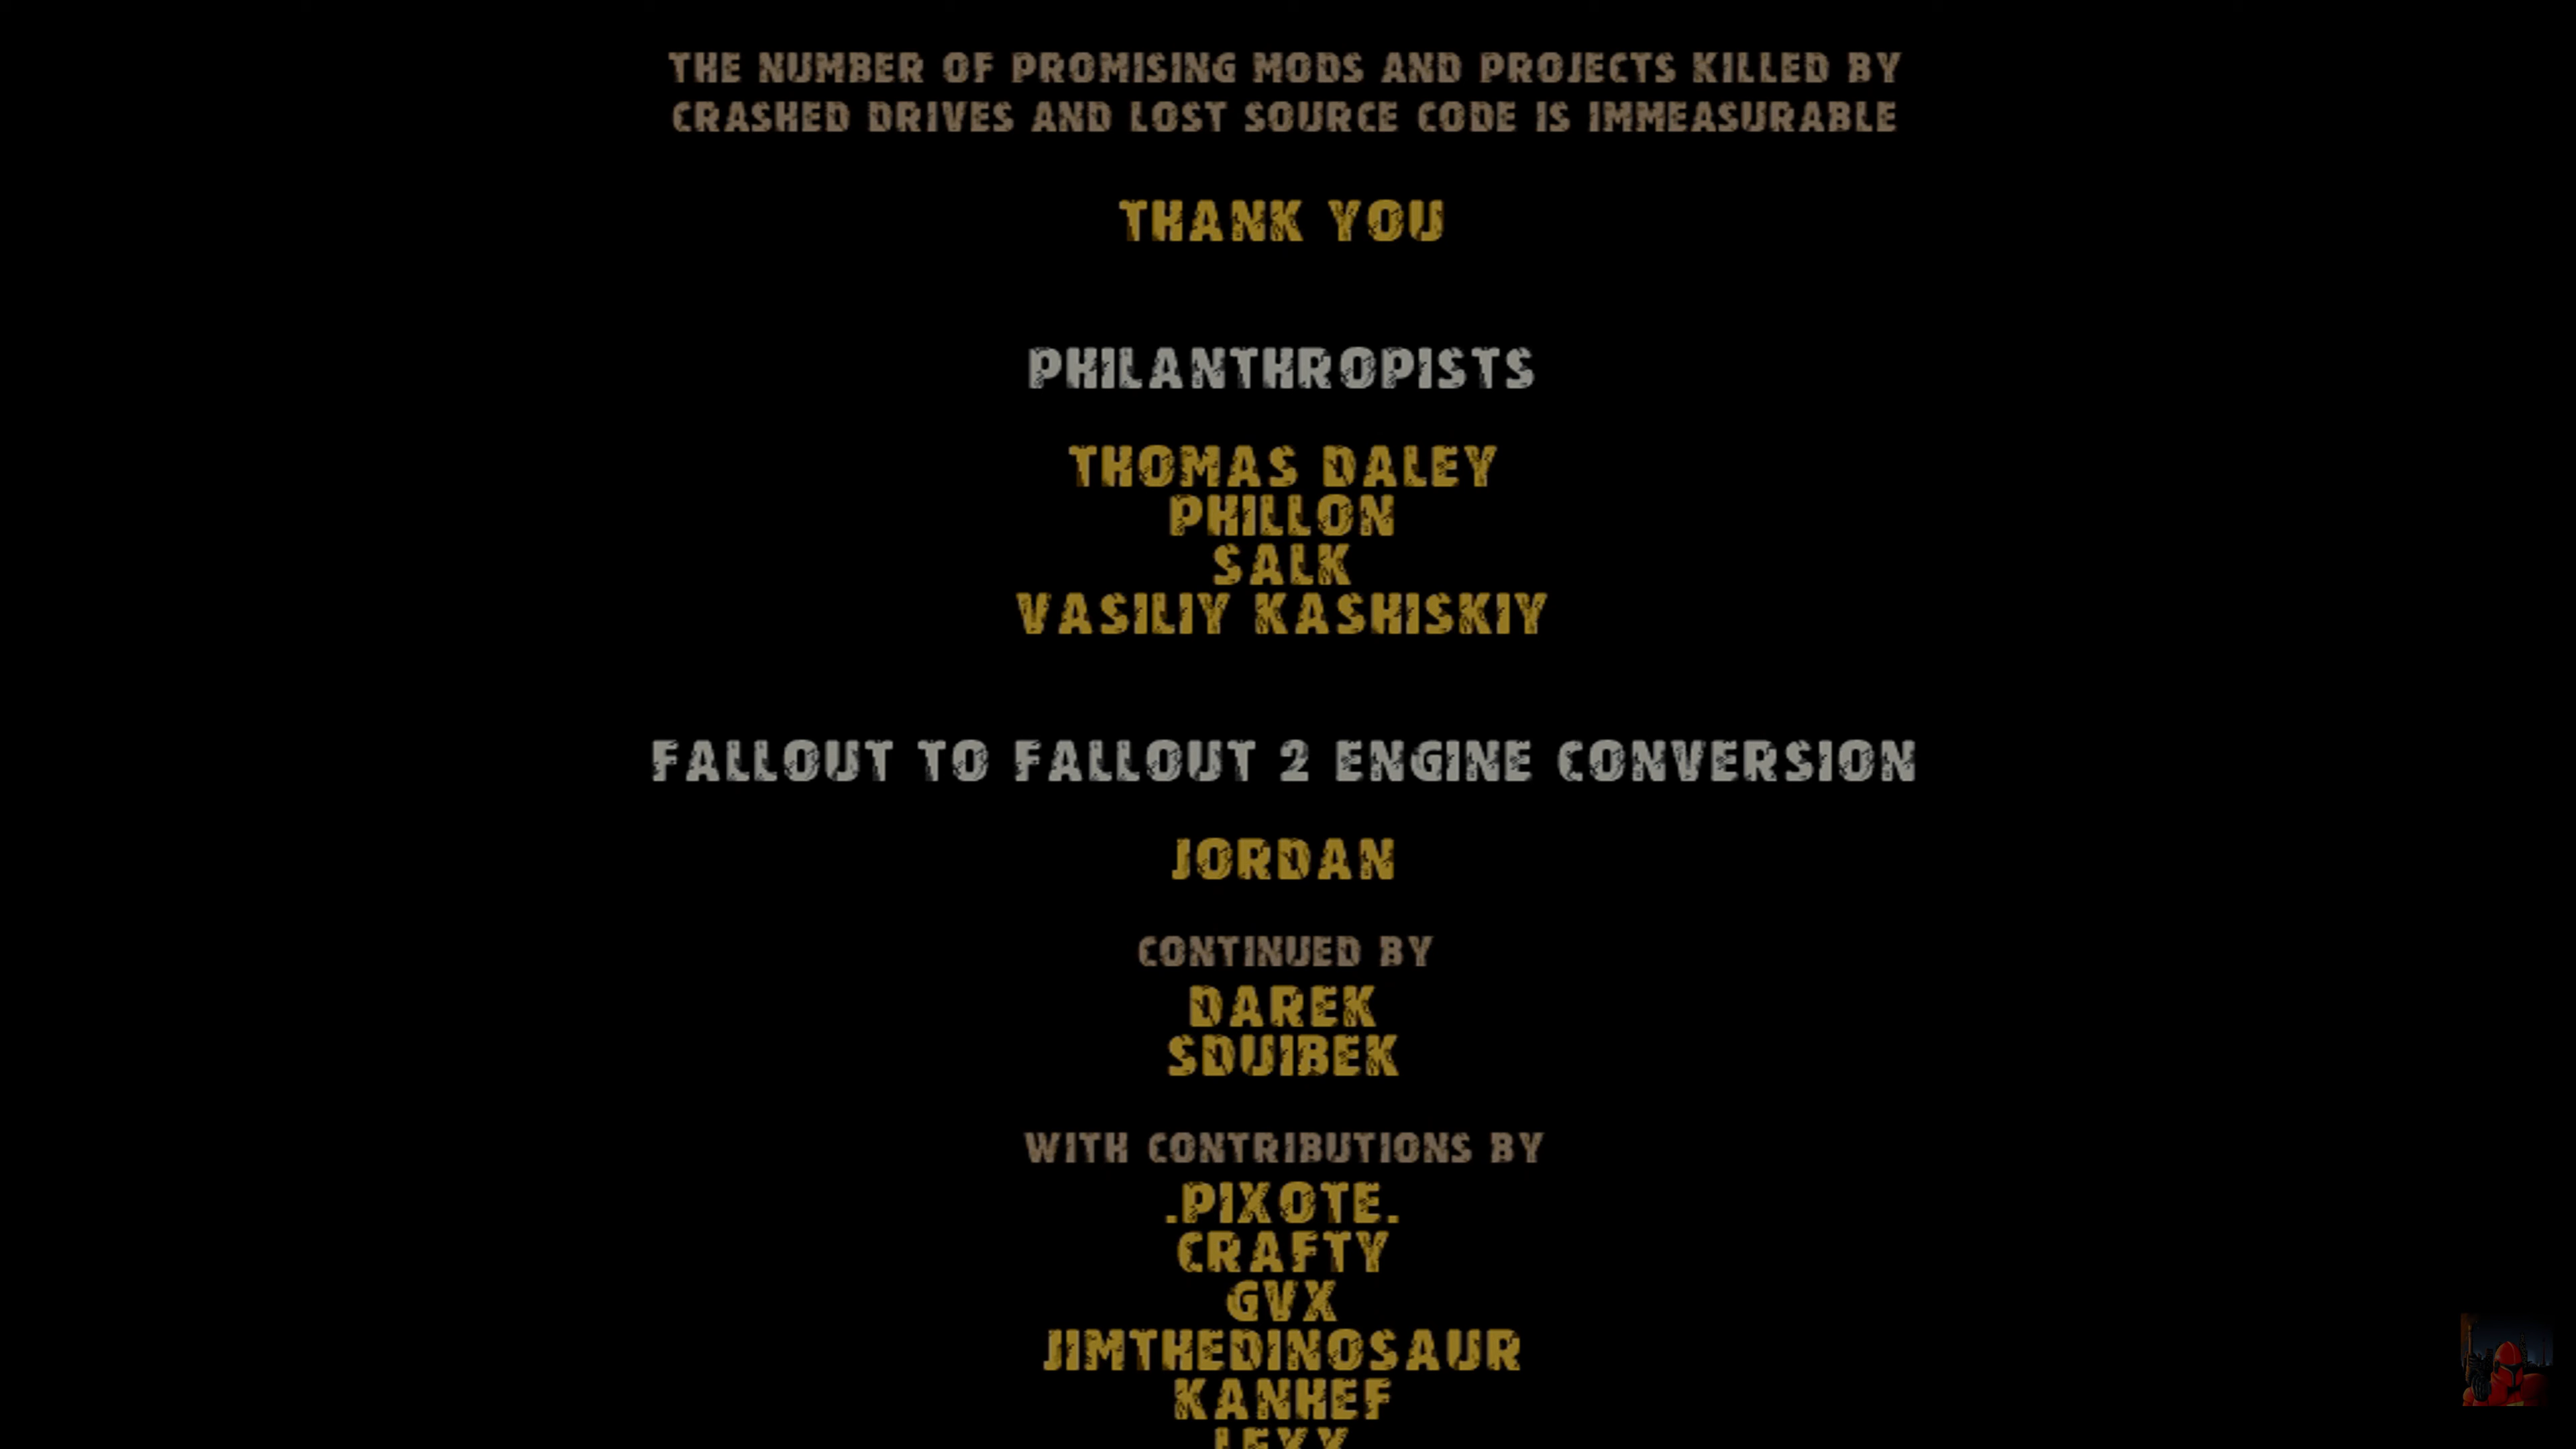 THE NUMBER OF PROMISING MODS AND PROJECTS KILLED BY
CRASHED DRIVES AND LOST SOURCE CODE IS IMMEASURABLE
THANK YOU
PHILANTHROPISTS
THOMAS DALEY
PHILLON
SALK
VASILIY KASHISKIY
FALLOUT TO FALLOUT 2 ENGINE CONVERSION
JORDAN
CONTINUED BY
DAREK
SDUIBEK
WITH CONTRIBUTIONS BY
.PIXOTE.
CRAFTY
GVX
JIMTHEDINOSAUR
KANHEF